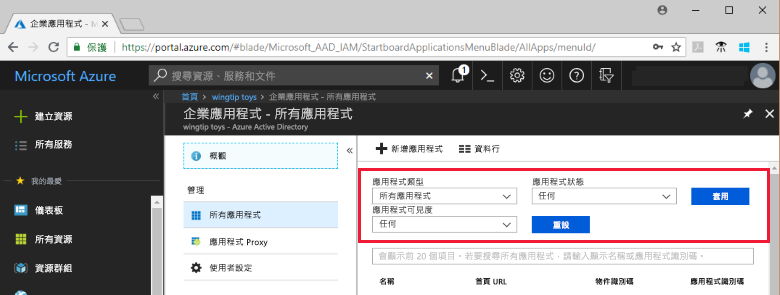 企業應用程式 - M
保護
https://portal.azure.com/#blade/Microsoft_AAD_IAM/StartboardApplicationsMenuBlade/AllApps/menuId/
Microsoft Azure
搜尋資源、服務和文件
1
首頁 > wingtip toys > 企業應用程式 - 所有應用程式
企業應用程式 - 所有應用程式
wingtip toys - Azure Active Directory
建立資源
所有服務
我的最愛
儀表板
所有資源
資源群組
概觀
管理
所有應用程式
應用程式 Proxy
使用者設定
新增應用程式
資料行
應用程式類型
應用程式狀態
所有應用程式
任何
套用
應用程式可見度
任何
重設
會顯示前 20 個項目。若要搜尋所有應用程式，請輸入顯示名稱或應用程式識別碼。
名稱
首頁 URL
物件識別碼
應用程式識別碼